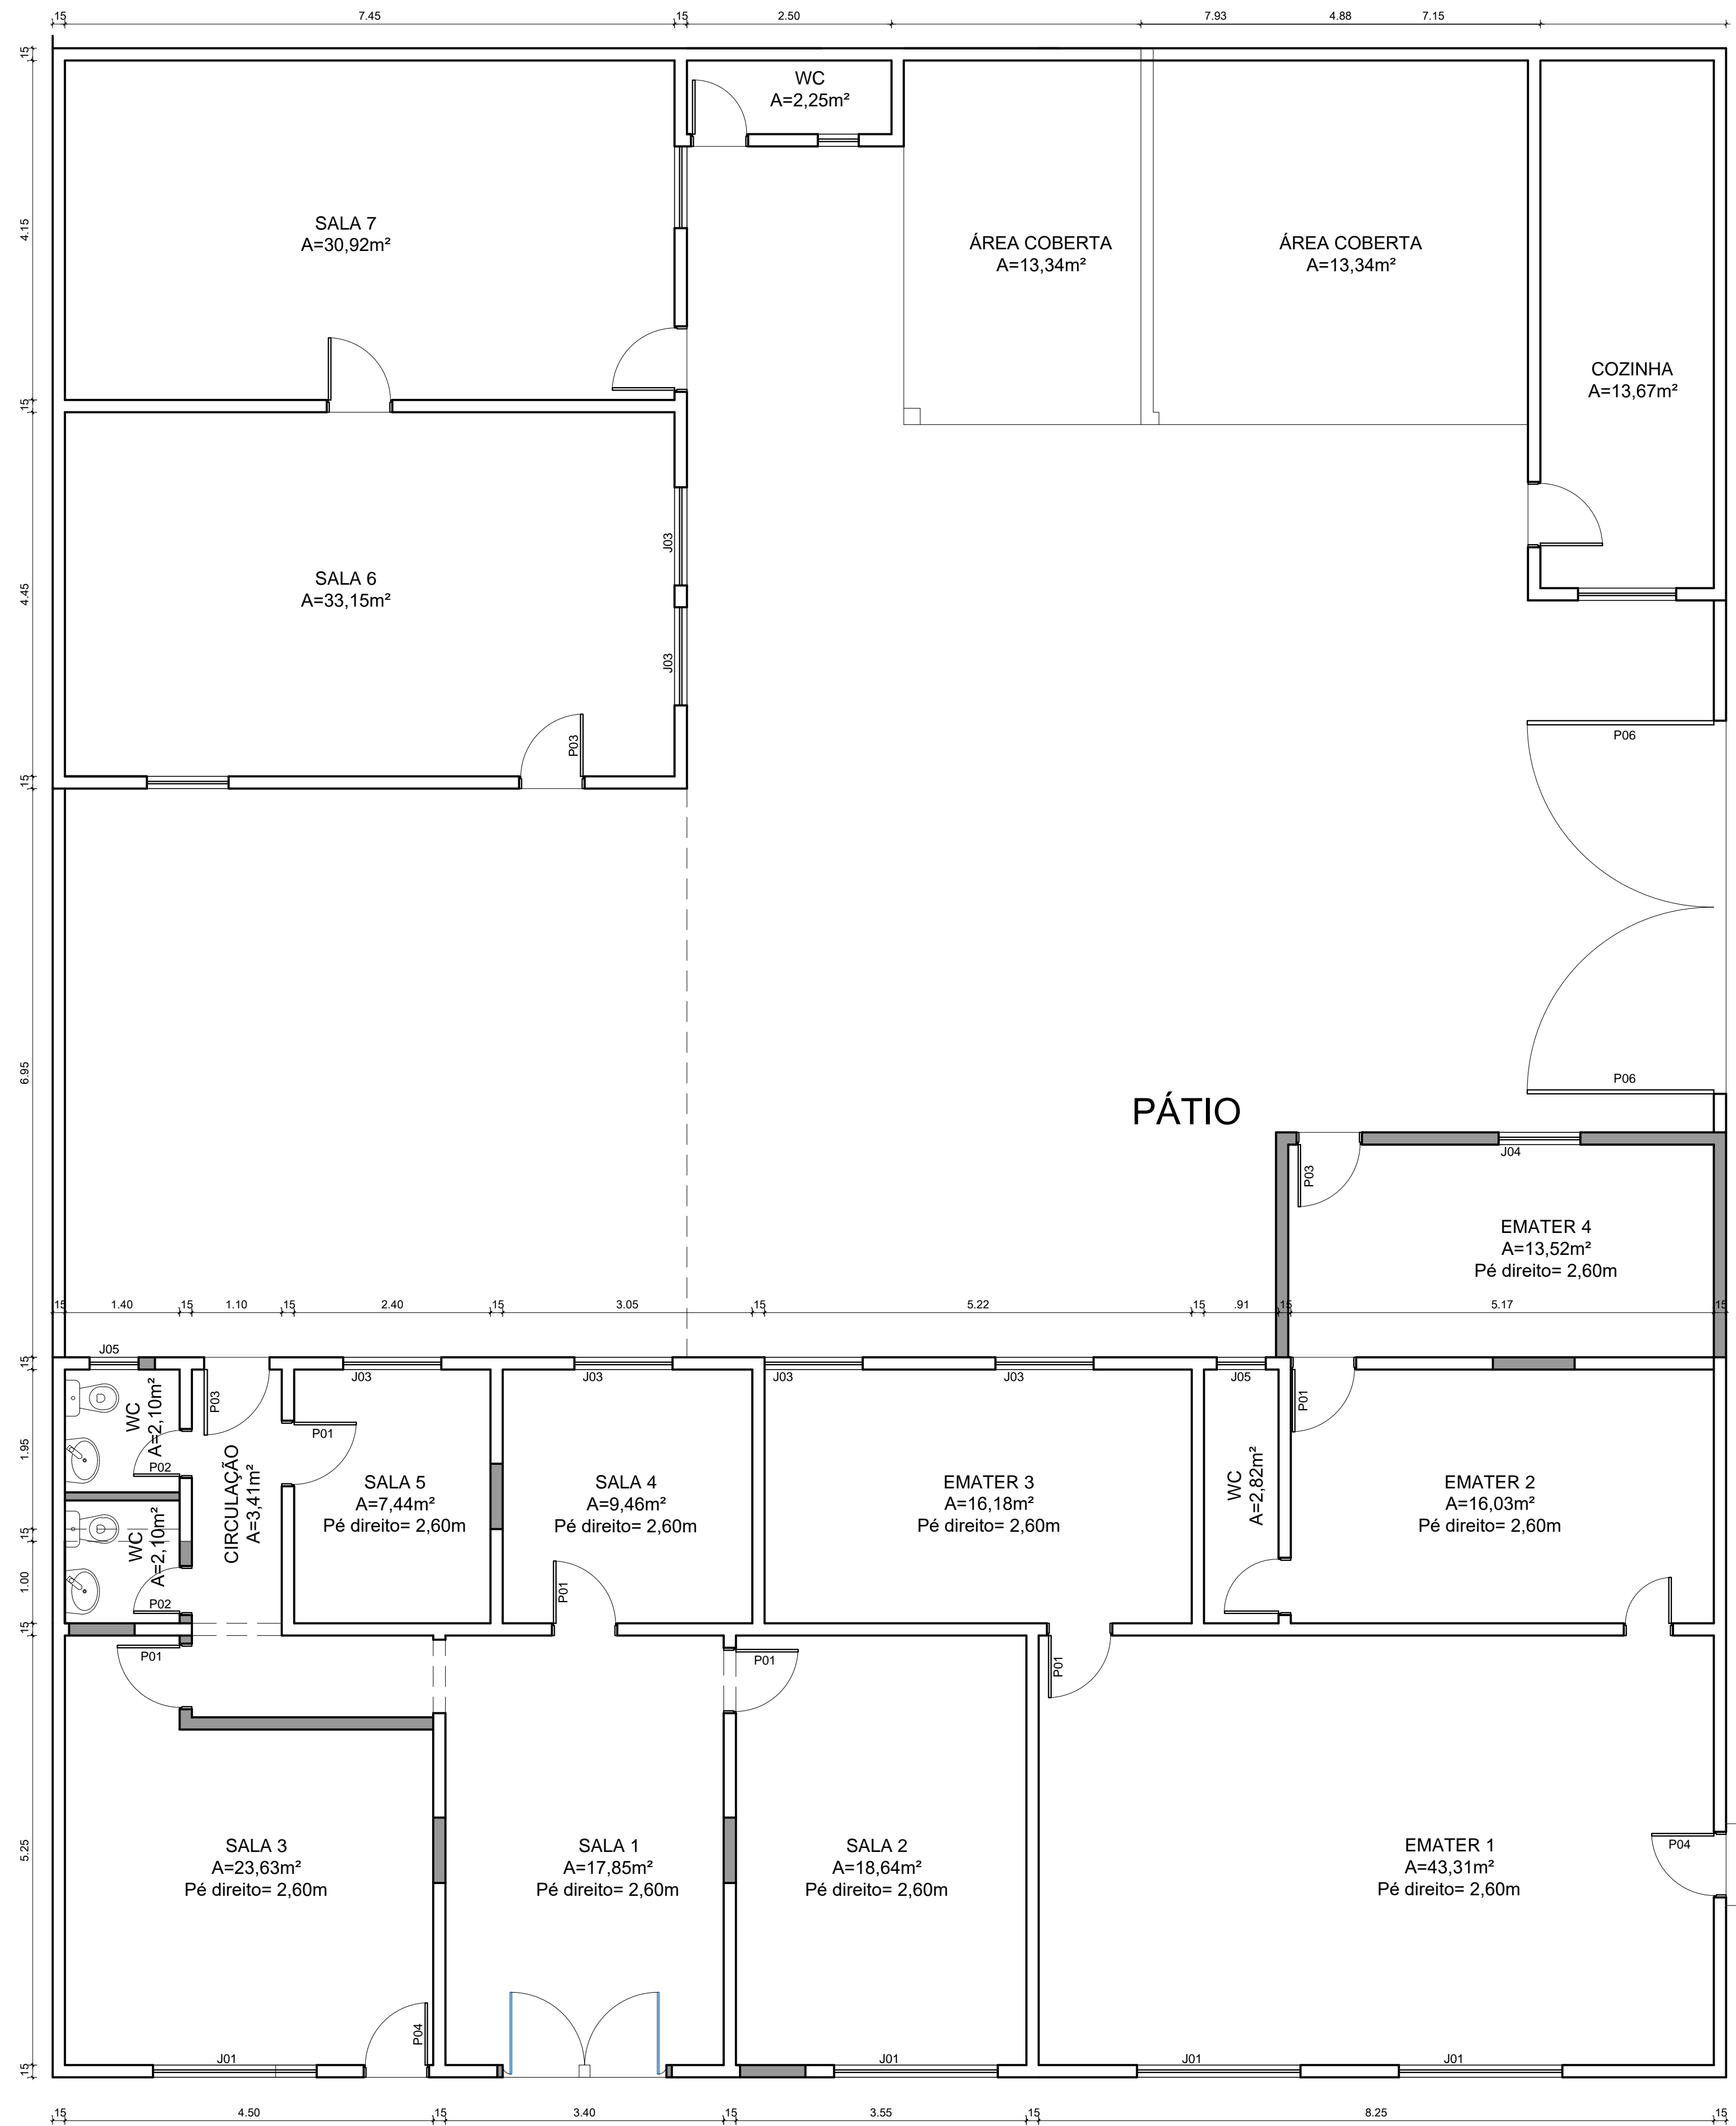 15 7.45 15 2.50 7.93 4.88 7.15
15
WC
A=2,25m²
4.15
SALA 7
A=30,92m²
ÁREA COBERTA
A=13,34m²
ÁREA COBERTA
A=13,34m²
COZINHA
A=13,67m²
15
J03
SALA 6
A=33,15m²
4.45
J03
P03
P06
15
6.95
P06
PÁTIO
J04
P03
EMATER 4
A=13,52m²
Pé direito= 2,60m
15 1.40 15 1.10 15 2.40 15 3.05 15 5.22 15 .91 15 5.17 15
15
J05
J03
J03
J03
J03
J05
P03
P01
WC
A=2,10m²
P01
1.95
P02
CIRCULAÇÃO
A=3,41m²
SALA 5
A=7,44m²
Pé direito= 2,60m
SALA 4
A=9,46m²
Pé direito= 2,60m
EMATER 3
A=16,18m²
Pé direito= 2,60m
WC
A=2,82m²
EMATER 2
A=16,03m²
Pé direito= 2,60m
15
WC
A=2,10m²
1.00
P01
P02
15
P01
P01
P01
5.25
SALA 3
A=23,63m²
Pé direito= 2,60m
SALA 1
A=17,85m²
Pé direito= 2,60m
SALA 2
A=18,64m²
Pé direito= 2,60m
EMATER 1
A=43,31m²
Pé direito= 2,60m
P04
P04
J01
J01
J01
J01
15
15 4.50 15 3.40 15 3.55 15 8.25 15